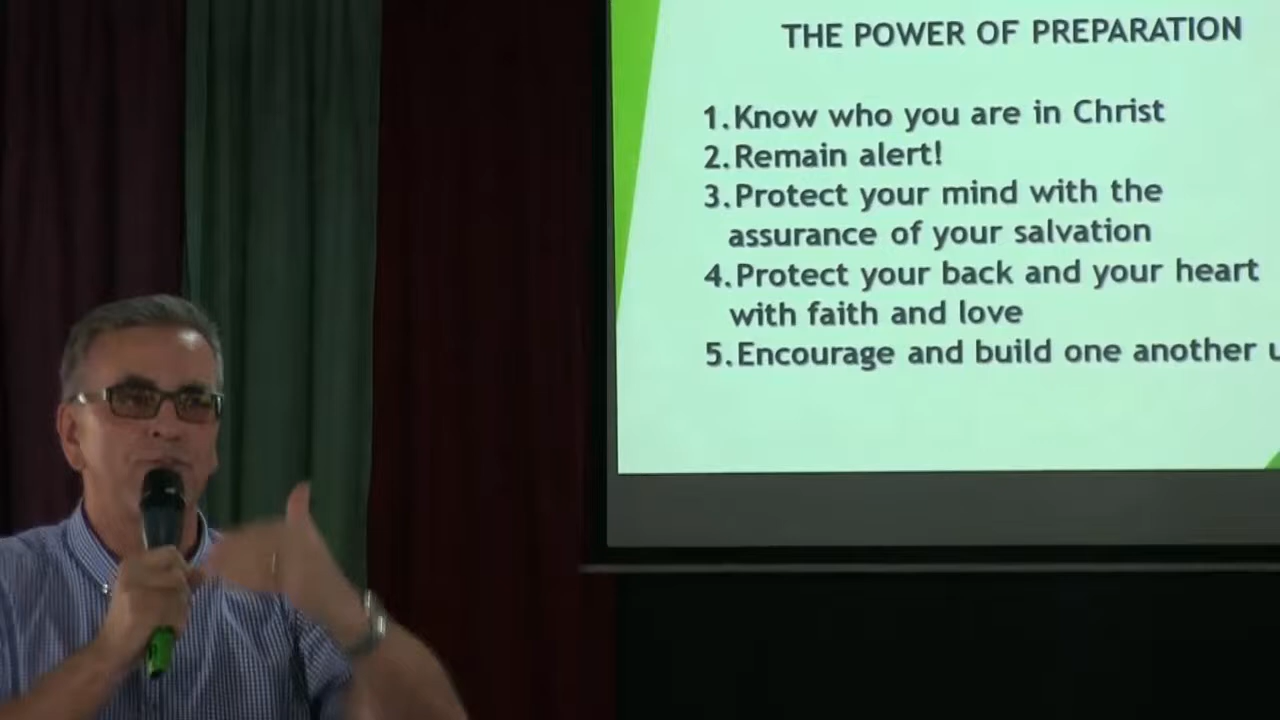 THE POWER OF PREPARATION
1.Know who you are in Christ
2.Remain alert!
3.Protect your mind with the
assurance of your salvation
4.Protect your back and your heart
with faith and love
5.Encourage and build one another